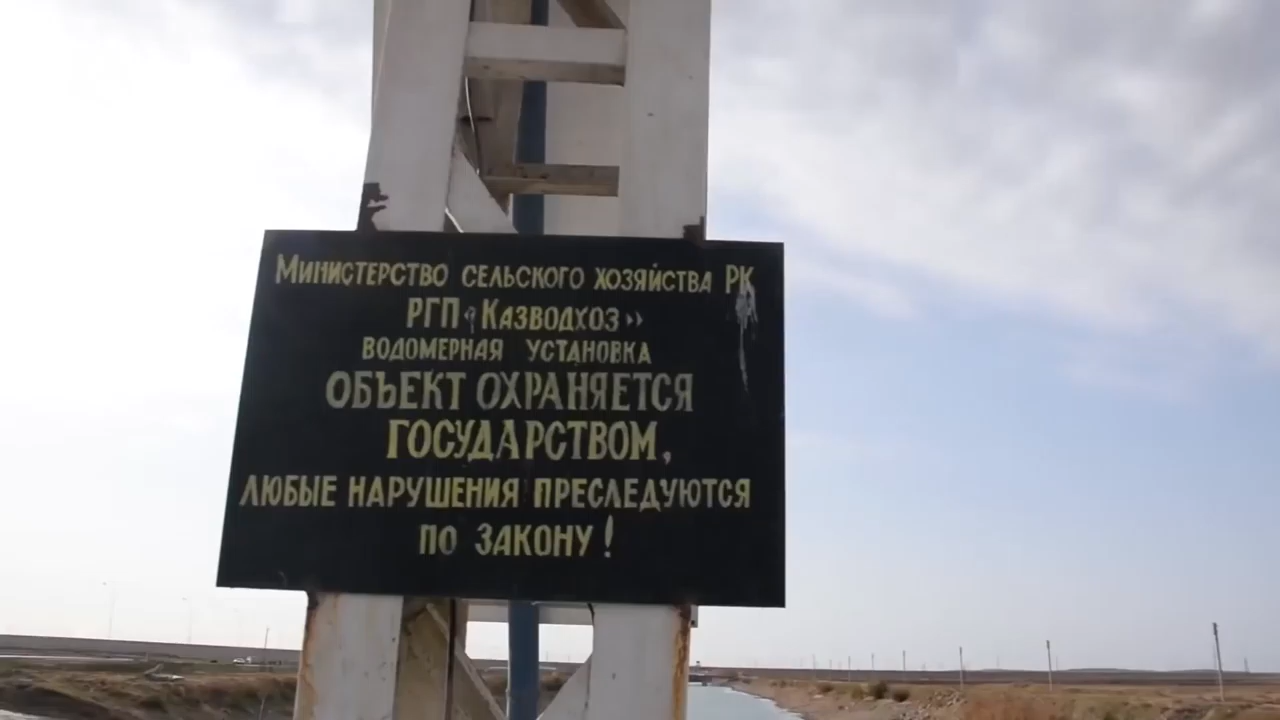 Министерство сельского хозяйства РК
РГП «Казводхоз»
водомерная установка
ОБЪЕКТ ОХРАНЯЕТСЯ
ГОСУДАРСТВОМ,
ЛЮБЫЕ НАРУШЕНИЯ ПРЕСЛЕДУЮТСЯ
ПО ЗАКОНУ!